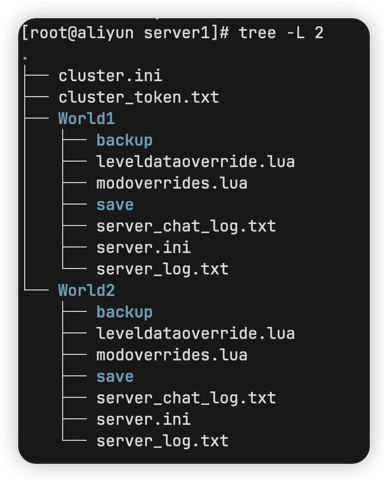 [root@aliyun server1]# tree -L 2
.
├── cluster.ini
├── cluster_token.txt
├── World1
│   ├── backup
│   ├── leveldataoverride.lua
│   ├── modoverrides.lua
│   ├── save
│   ├── server_chat_log.txt
│   ├── server.ini
│   └── server_log.txt
└── World2
    ├── backup
    ├── leveldataoverride.lua
    ├── modoverrides.lua
    ├── save
    ├── server_chat_log.txt
    ├── server.ini
    └── server_log.txt